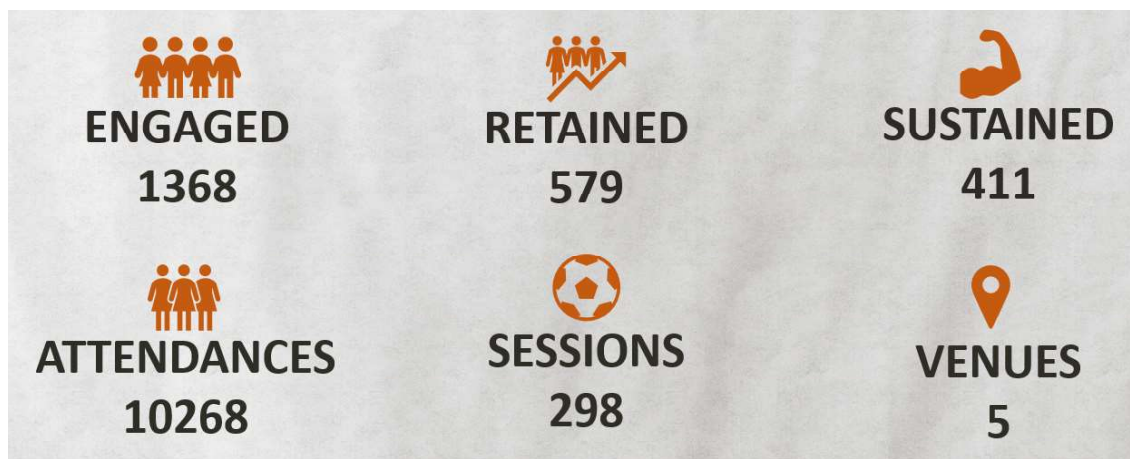 ENGAGED
1368
RETAINED
579
SUSTAINED
411
ATTENDANCES
10268
SESSIONS
298
VENUES
5